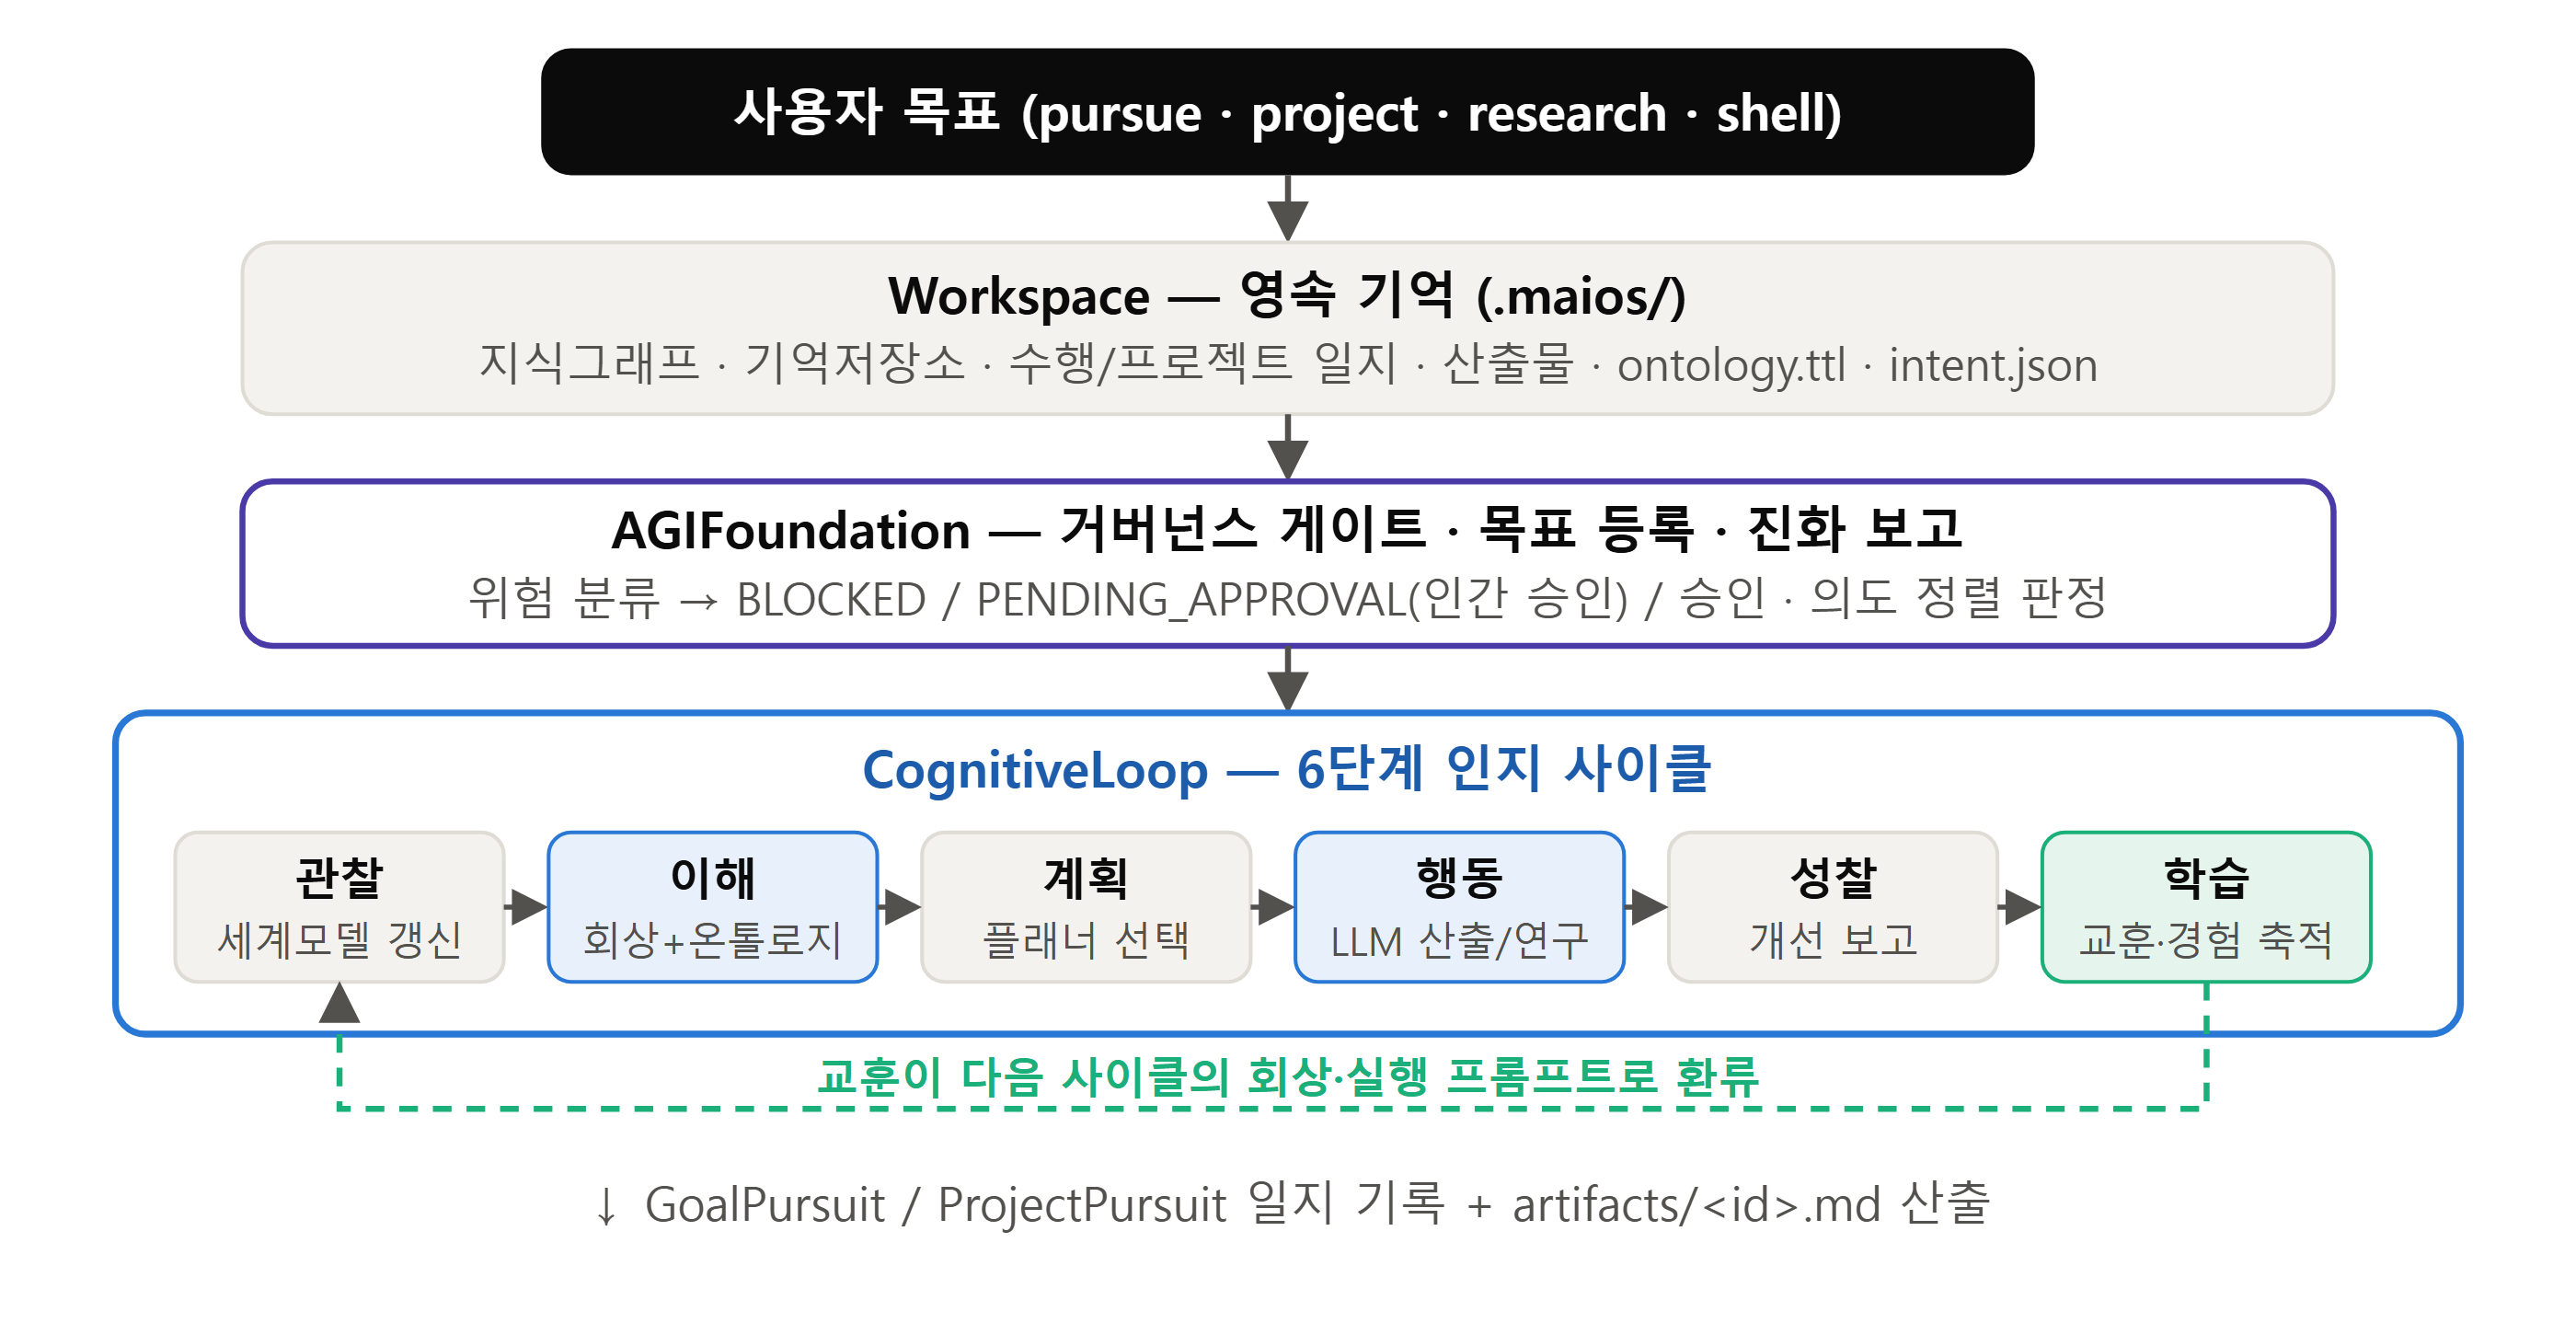 사용자 목표 (pursue · project · research · shell)
Workspace — 영속 기억 (.maios/)
지식그래프 · 기억저장소 · 수행/프로젝트 일지 · 산출물 · ontology.ttl · intent.json
AGIFoundation — 거버넌스 게이트 · 목표 등록 · 진화 보고
위험 분류 → BLOCKED / PENDING_APPROVAL(인간 승인) / 승인 · 의도 정렬 판정
CognitiveLoop — 6단계 인지 사이클
관찰
세계모델 갱신
이해
회상+온톨로지
계획
플래너 선택
행동
LLM 산출/연구
성찰
개선 보고
학습
교훈·경험 축적
교훈이 다음 사이클의 회상·실행 프롬프트로 환류
↓ GoalPursuit / ProjectPursuit 일지 기록 + artifacts/<id>.md 산출